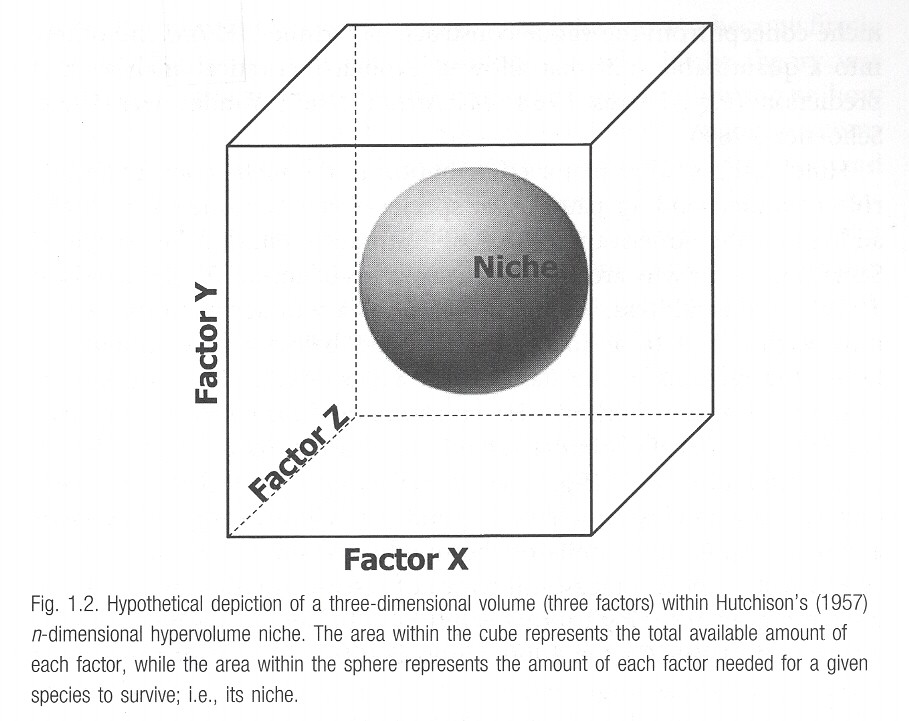 Niche
Factor Y
Factor Z
Factor X
Fig. 1.2. Hypothetical depiction of a three-dimensional volume (three factors) within Hutchison's (1957)
n-dimensional hypervolume niche. The area within the cube represents the total available amount of
each factor, while the area within the sphere represents the amount of each factor needed for a given
species to survive; i.e., its niche.